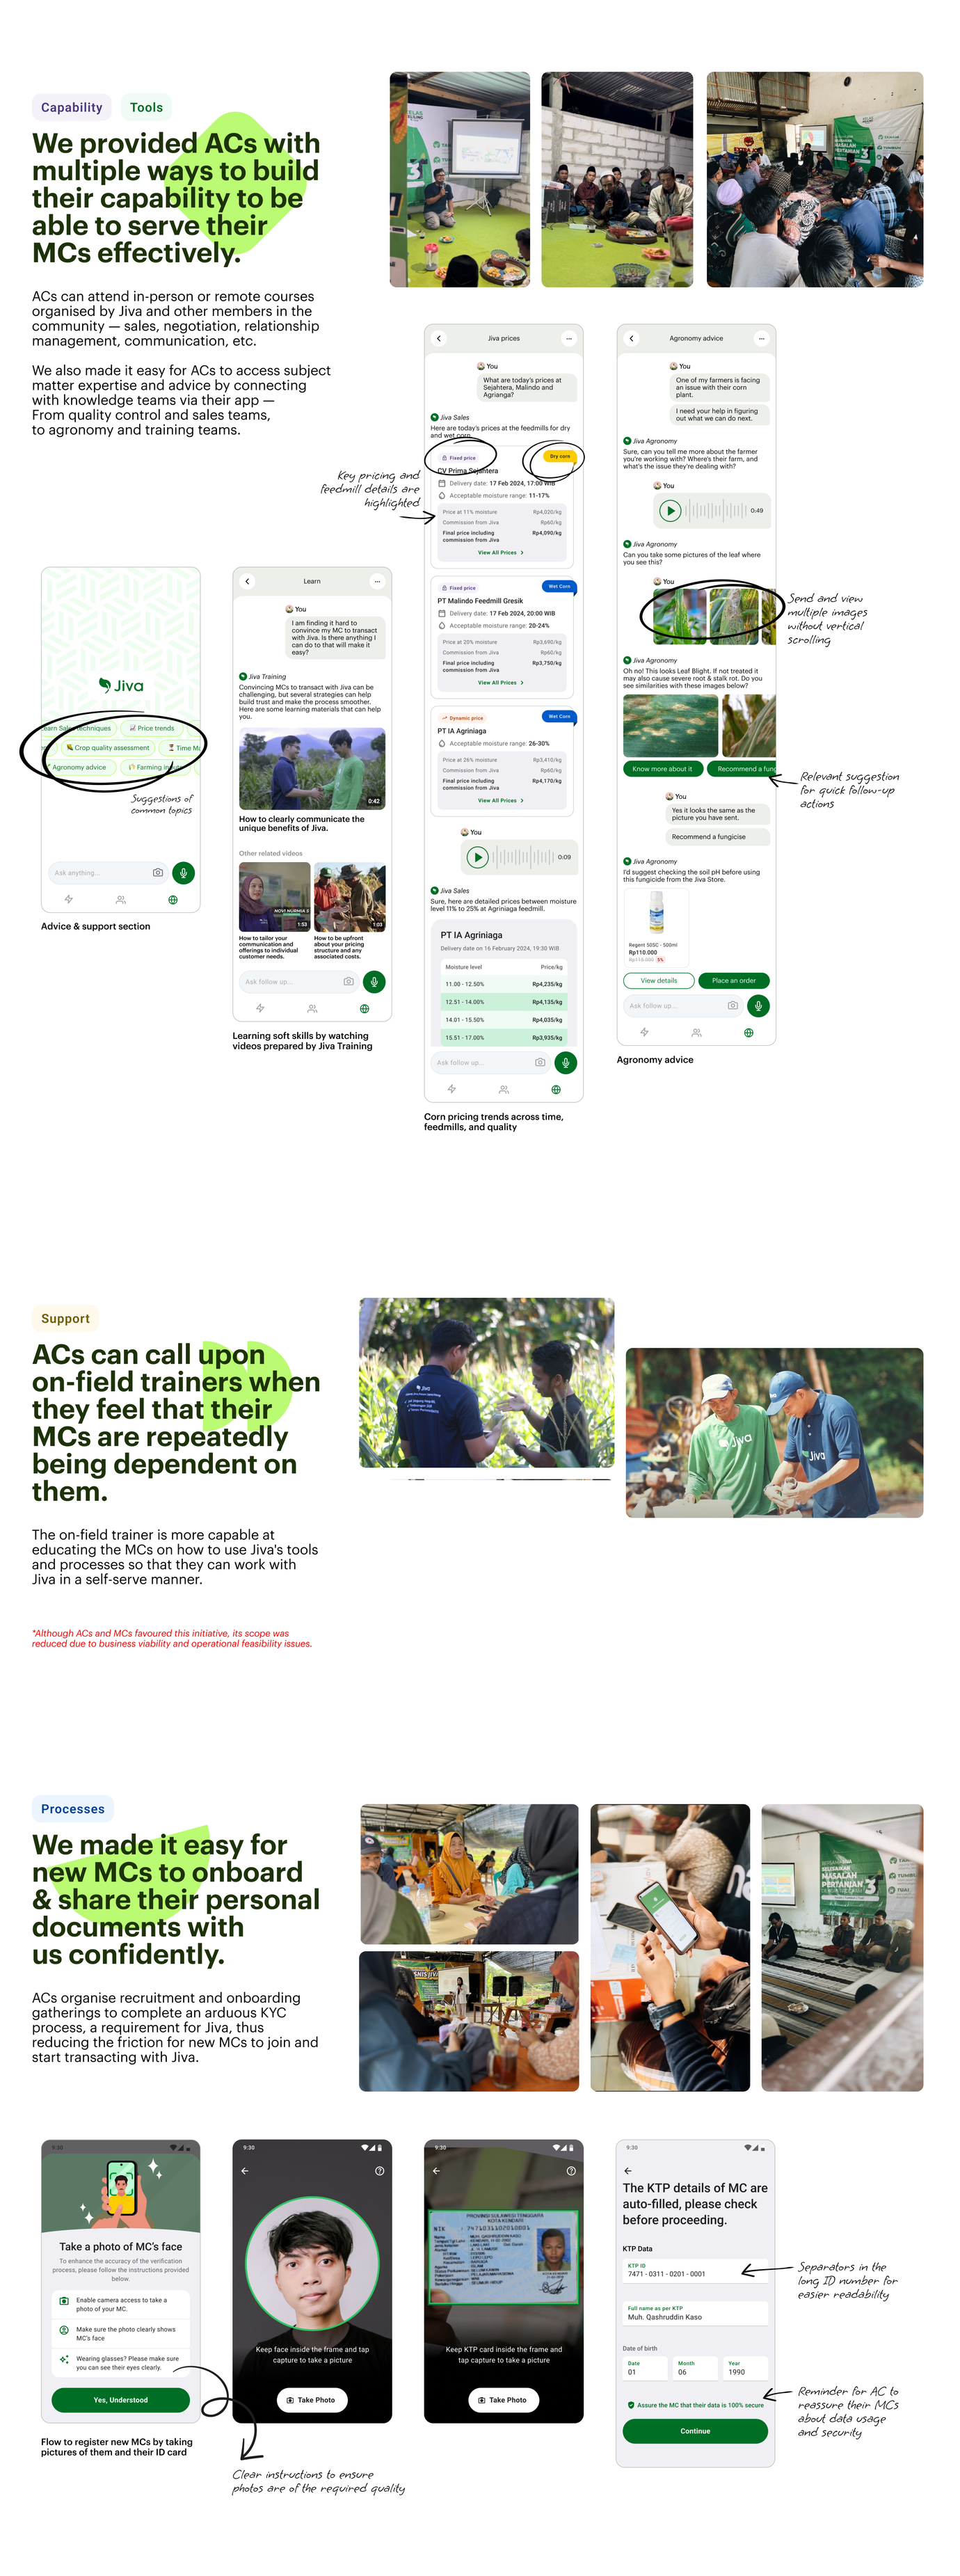 Capability
Tools
We provided ACs with
multiple ways to build
their capability to be
able to serve their
MCs effectively.
ACs can attend in-person or remote courses
organised by Jiva and other members in the
community — sales, negotiation, relationship
management, communication, etc.
We also made it easy for ACs to access subject
matter expertise and advice by connecting
with knowledge teams via their app —
From quality control and sales teams,
to agronomy and training teams.
Key pricing and
feedmill details are
highlighted
Jiva
Price trends
Crop quality assessment
Agronomy advice
Suggestions of
common topics
Ask anything...
Advice & support section
Learn
You
I am finding it hard to
convince my MC to transact
with Jiva. Is there anything I
can do to that will make it
easy?
Jiva Training
Convincing MCs to transact with Jiva can be
challenging, but several strategies can help
build trust and make the process smoother.
Here are some learning materials that can help
you.
0:42
How to clearly communicate the
unique benefits of Jiva.
Other related videos
1:53
1:03
How to tailor your
communication and
offerings to individual
customer needs.
How to be upfront
about your pricing
structure and any
associated costs.
Ask follow up...
Learning soft skills by watching
videos prepared by Jiva Training
Jiva prices
You
What are today's prices at
Sejahtera, Malindo and
Agrianga?
Jiva Sales
Here are today's prices at the feedmills for dry
and wet corn.
Fixed price
Dry corn
CV Prima Sejahtera
Delivery date: 17 Feb 2024, 17:00 WIB
Acceptable moisture range: 11-17%
Price at 11% moisture Rp4,020/kg
Commission from Jiva Rp60/kg
Final price including
commission from Jiva Rp4,090/kg
View All Prices
Fixed price
Wet Corn
PT Malindo Feedmill Gresik
Delivery date: 17 Feb 2024, 20:00 WIB
Acceptable moisture range: 20-24%
Price at 20% moisture Rp3,690/kg
Commission from Jiva Rp60/kg
Final price including
commission from Jiva Rp3,750/kg
View All Prices
Dynamic price
Wet Corn
PT IA Agriniaga
Acceptable moisture range: 26-30%
Price at 26% moisture Rp3,410/kg
Commission from Jiva Rp60/kg
Final price including
commission from Jiva Rp4,170/kg
View All Prices
You
0:09
Jiva Sales
Sure, here are detailed prices between moisture
level 11% to 25% at Agriniaga feedmill.
PT IA Agriniaga
Delivery date on 16 February 2024, 19:30 WIB
Moisture level Price/kg
11.00 - 12.50% Rp4,235/kg
12.51 - 14.00% Rp4,135/kg
14.01 - 15.50% Rp4,035/kg
15.51 - 17.00% Rp3,935/kg
Ask follow up...
Corn pricing trends across time,
feedmills, and quality
Agronomy advice
You
One of my farmers is facing
an issue with their corn
plant.
I need your help in figuring
out what we can do next.
Jiva Agronomy
Sure, can you tell me more about the farmer
you're working with? Where's their farm, and
what's the issue they're dealing with?
You
0:49
Jiva Agronomy
Can you take some pictures of the leaf where
you see this?
You
Jiva Agronomy
Oh no! This looks Leaf Blight. If not treated it
may also cause severe root & stalk rot. Do you
see similarities with these images below?
Know more about it
Recommend a fung
You
Yes it looks the same as the
picture you have sent.
Recommend a fungicise
Jiva Agronomy
I'd suggest checking the soil pH before using
this fungicide from the Jiva Store.
Regent 50SC - 500ml
Rp110.000
Rp115.000 5%
View details
Place an order
Ask follow up...
Agronomy advice
Send and view
multiple images
without vertical
scrolling
Relevant suggestion
for quick follow-up
actions
Support
ACs can call upon
on-field trainers when
they feel that their
MCs are repeatedly
being dependent on
them.
The on-field trainer is more capable at
educating the MCs on how to use Jiva's tools
and processes so that they can work with
Jiva in a self-serve manner.
*Although ACs and MCs favoured this initiative, its scope was
reduced due to business viability and operational feasibility issues.
Jiva
Jiva
Jiva
Processes
We made it easy for
new MCs to onboard
& share their personal
documents with
us confidently.
ACs organise recruitment and onboarding
gatherings to complete an arduous KYC
process, a requirement for Jiva, thus
reducing the friction for new MCs to join and
start transacting with Jiva.
9:30
Take a photo of MC's face
To enhance the accuracy of the verification
process, please follow the instructions provided
below.
Enable camera access to take a
photo of your MC.
Make sure the photo clearly shows
MC's face
Wearing glasses? Please make sure
you can see their eyes clearly.
Yes, Understood
Flow to register new MCs by taking
pictures of them and their ID card
9:30
Keep face inside the frame and tap
capture to take a picture
Take Photo
Clear instructions to ensure
photos are of the required quality
9:30
PROVINSI SULAWESI TENGGARA
KOTA KENDARI
NIK
Keep KTP card inside the frame and
tap capture to take a picture
Take Photo
9:30
The KTP details of MC are
auto-filled, please check
before proceeding.
KTP Data
KTP ID
7471 - 0311 - 0201 - 0001
Full name as per KTP
Muh. Qashruddin Kaso
Date of birth
Date
01
Month
06
Year
1990
Assure the MC that their data is 100% secure
Continue
Separators in the
long ID number for
easier readability
Reminder for AC to
reassure their MCs
about data usage
and security